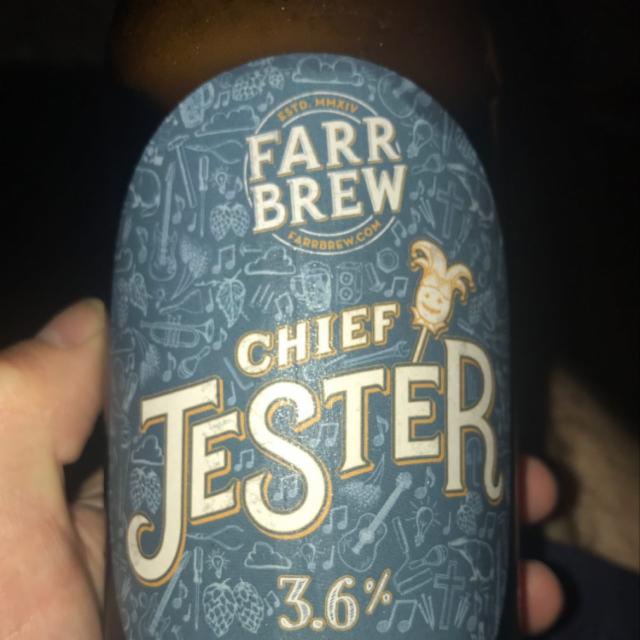 ESTD. MMXIV
FARR
BREW
FARRBREW.COM
CHIEF
JESTER
3.6%